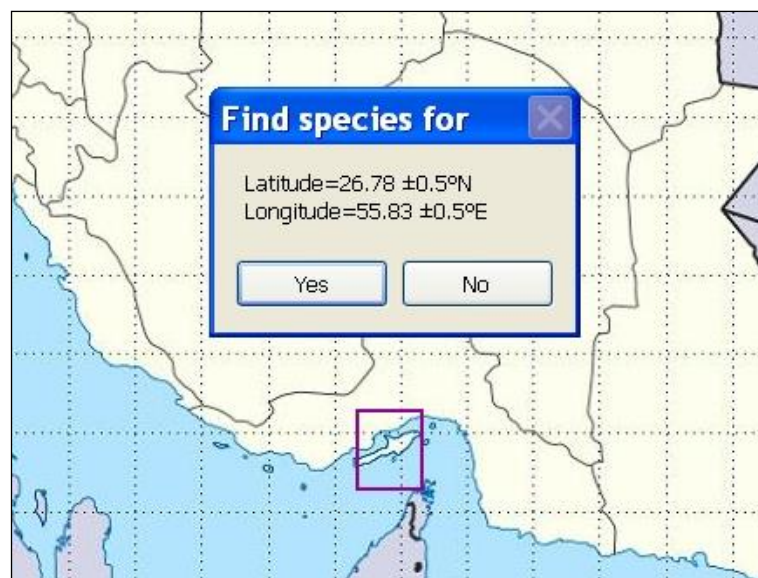 Find species for
Latitude=26.78 ±0.5ºN
Longitude=55.83 ±0.5ºE
Yes
No